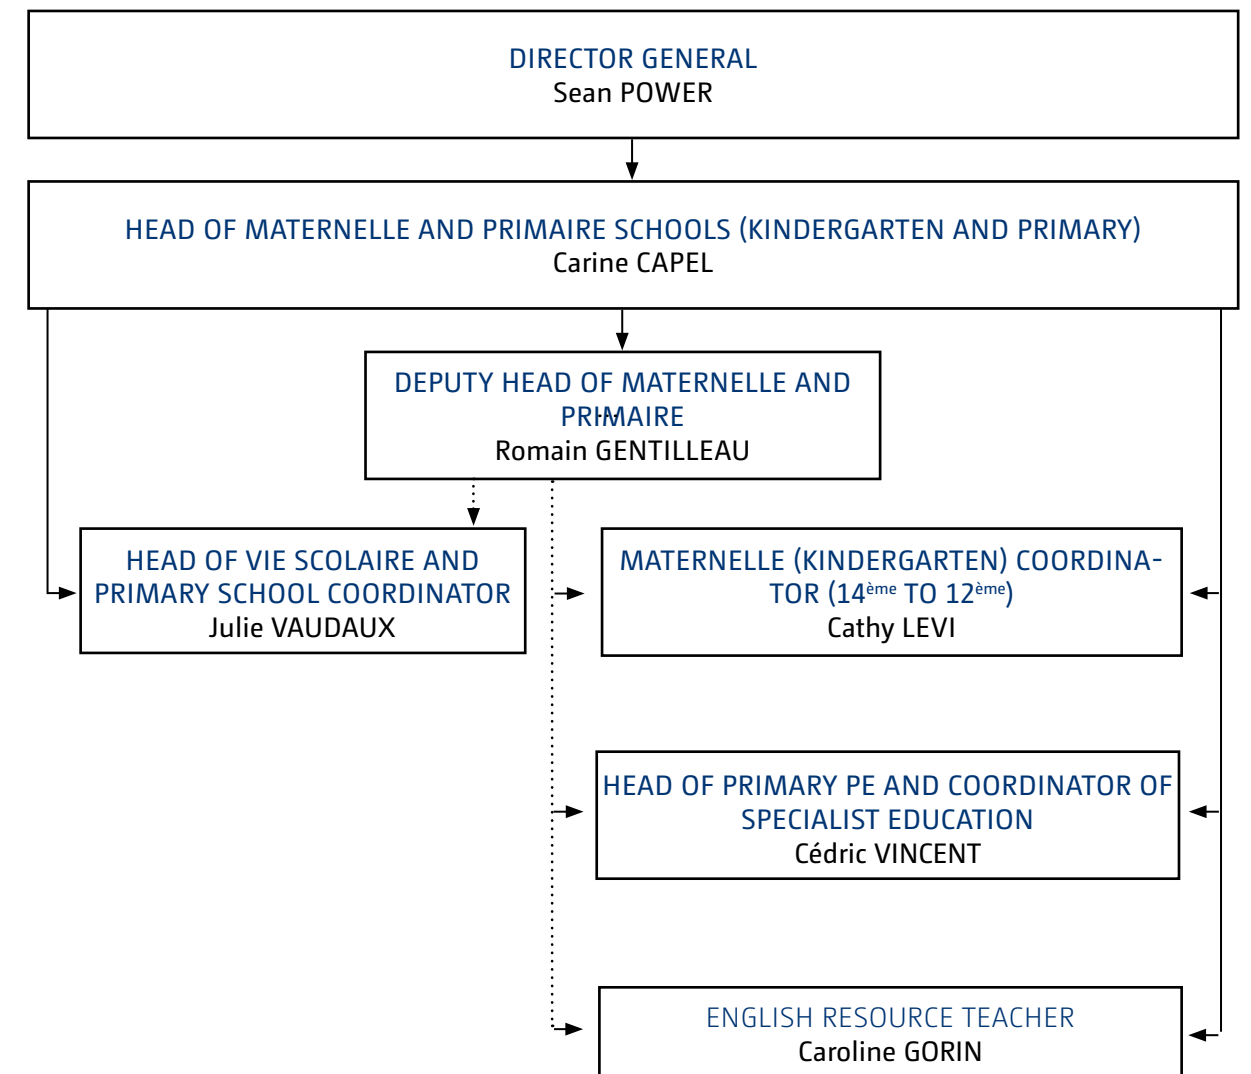 DIRECTOR GENERAL
Sean POWER
HEAD OF MATERNELLE AND PRIMAIRE SCHOOLS (KINDERGARTEN AND PRIMARY)
Carine CAPEL
DEPUTY HEAD OF MATERNELLE AND
PRIMAIRE
Romain GENTILLEAU
HEAD OF VIE SCOLAIRE AND
PRIMARY SCHOOL COORDINATOR
Julie VAUDAUX
MATERNELLE (KINDERGARTEN) COORDINA-
TOR (14ème TO 12ème)
Cathy LEVI
HEAD OF PRIMARY PE AND COORDINATOR OF
SPECIALIST EDUCATION
Cédric VINCENT
ENGLISH RESOURCE TEACHER
Caroline GORIN